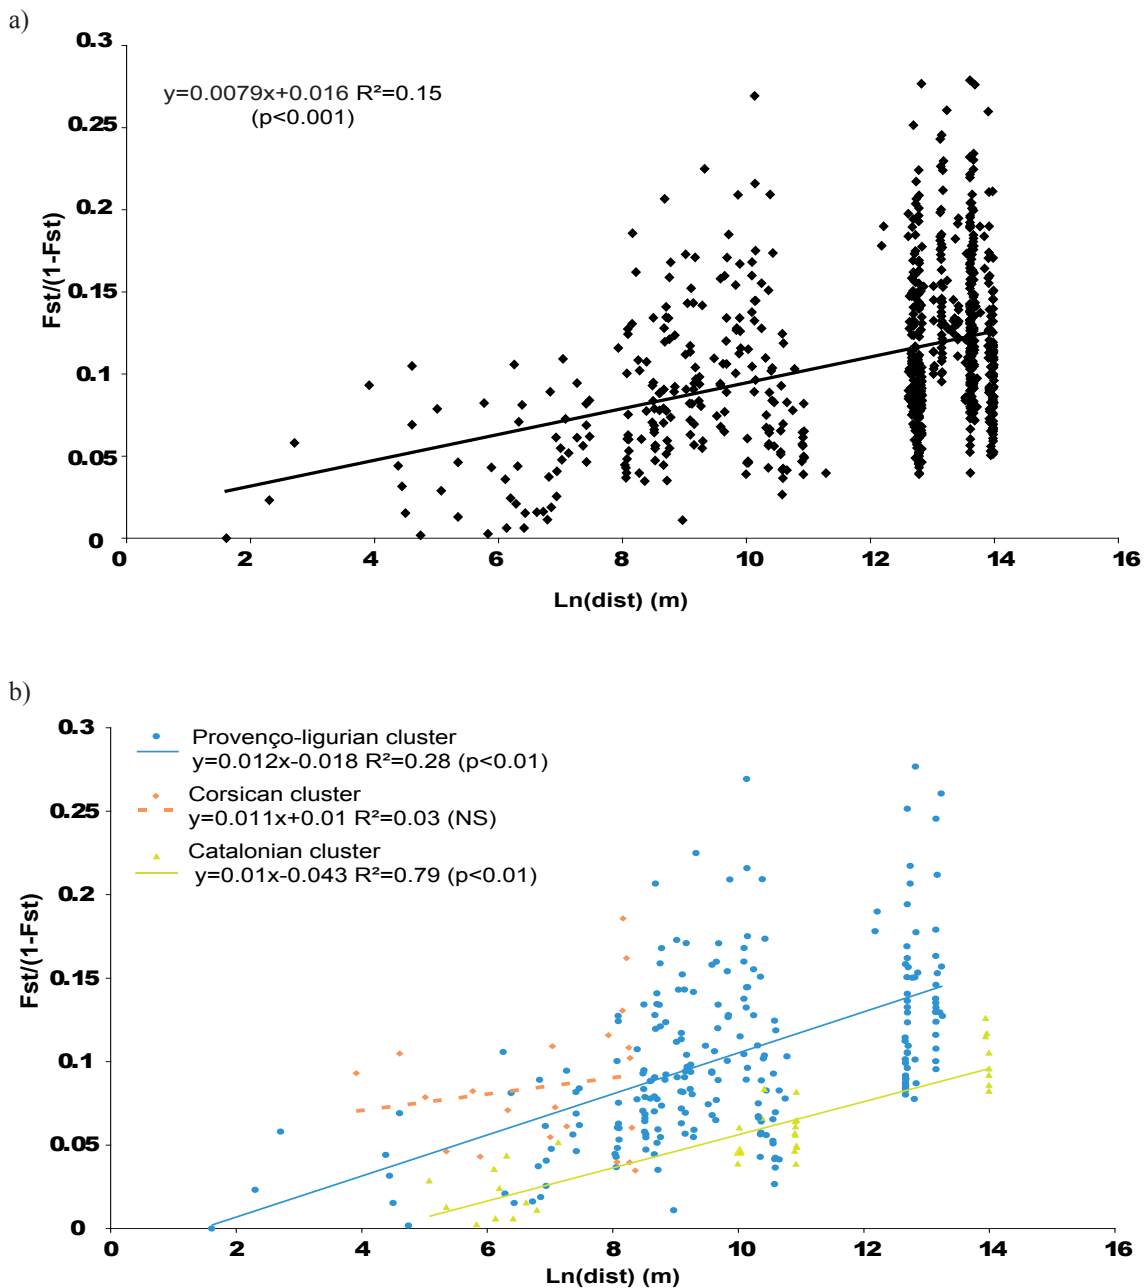 a)
0.3
y=0.0079x+0.016 R²=0.15
(p<0.001)
0.25
0.2
0.15
0.1
0.05
0
Fst/(1-Fst)
0 2 4 6 8 10 12 14 16
Ln(dist) (m)
b)
0.3
Provenço-ligurian cluster
y=0.012x-0.018 R²=0.28 (p<0.01)
Corsican cluster
y=0.011x+0.01 R²=0.03 (NS)
Catalonian cluster
y=0.01x-0.043 R²=0.79 (p<0.01)
0.25
0.2
0.15
0.1
0.05
0
Fst/(1-Fst)
0 2 4 6 8 10 12 14 16
Ln(dist) (m)